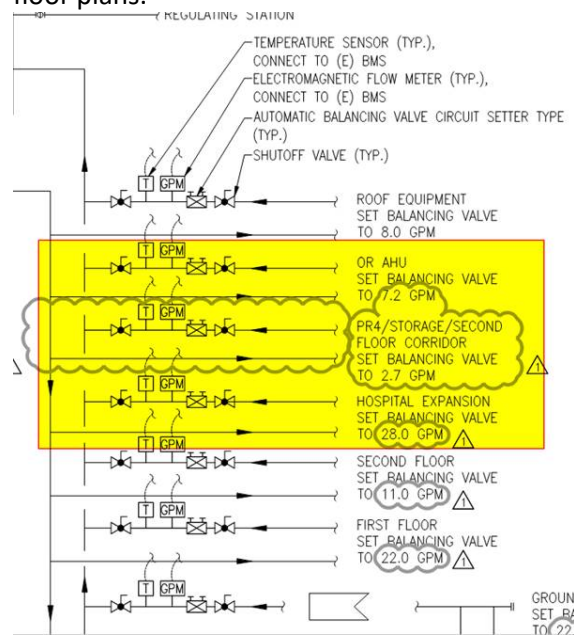 floor plans.
REGULATING STATION
TEMPERATURE SENSOR (TYP.),
CONNECT TO (E) BMS
ELECTROMAGNETIC FLOW METER (TYP.),
CONNECT TO (E) BMS
AUTOMATIC BALANCING VALVE CIRCUIT SETTER TYPE
(TYP.)
SHUTOFF VALVE (TYP.)
T GPM
ROOF EQUIPMENT
SET BALANCING VALVE
TO 8.0 GPM
T GPM
OR AHU
SET BALANCING VALVE
TO 7.2 GPM
T GPM
PR4/STORAGE/SECOND
FLOOR CORRIDOR
SET BALANCING VALVE
TO 2.7 GPM
1
T GPM
HOSPITAL EXPANSION
SET BALANCING VALVE
TO 28.0 GPM 1
T GPM
SECOND FLOOR
SET BALANCING VALVE
TO 11.0 GPM 1
T GPM
FIRST FLOOR
SET BALANCING VALVE
TO 22.0 GPM 1
T GPM
GROUN
SET BA
TO 22